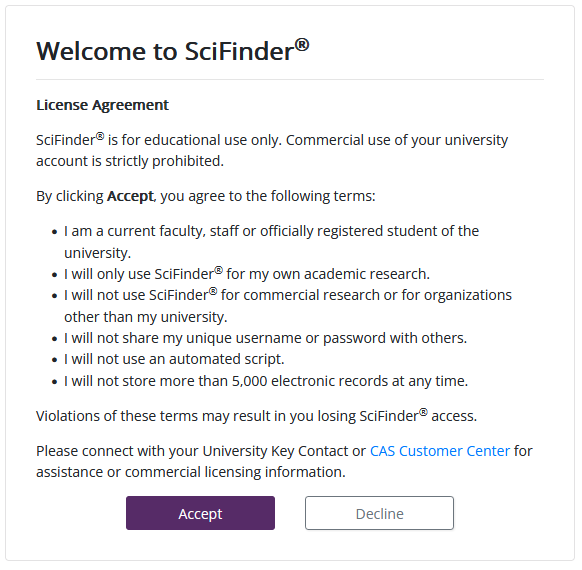 Welcome to SciFinder®
License Agreement
SciFinder® is for educational use only. Commercial use of your university
account is strictly prohibited.
By clicking Accept, you agree to the following terms:
• I am a current faculty, staff or officially registered student of the
university.
• I will only use SciFinder® for my own academic research.
• I will not use SciFinder® for commercial research or for organizations
other than my university.
• I will not share my unique username or password with others.
• I will not use an automated script.
• I will not store more than 5,000 electronic records at any time.
Violations of these terms may result in you losing SciFinder® access.
Please connect with your University Key Contact or CAS Customer Center for
assistance or commercial licensing information.
Accept
Decline